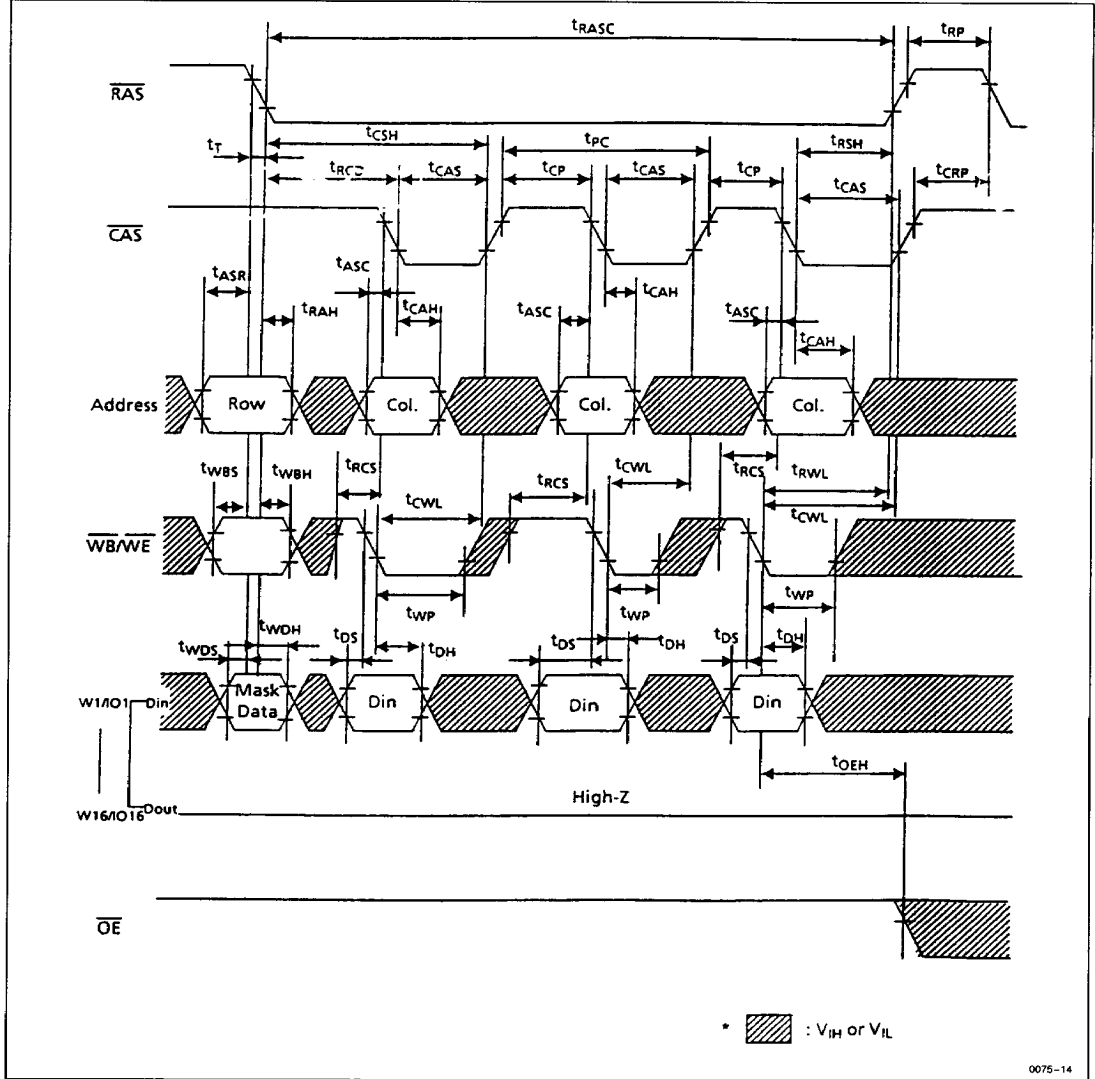 tRASC
tRP
RAS
tCSH
tPC
tRSH
tT
tCAS
tCP
tCAS
tCP
tCAS
tCRP
CAS
tASR
tRAH
tASC
tCAH
tASC
tCAH
tASC
tCAH
Address
Row
Col.
Col.
Col.
tWBS
tWBH
tRCS
tCWL
tRCS
tCWL
tRCS
tRWL
tCWL
WB/WE
tWP
tWP
tWP
tWDS
tWDH
tDS
tDH
tDS
tDH
tDS
tDH
W1/IO1 Din
Mask Data
Din
Din
Din
tOEH
High-Z
W16/IO16 Dout
OE
* : VIH or VIL
0075-14